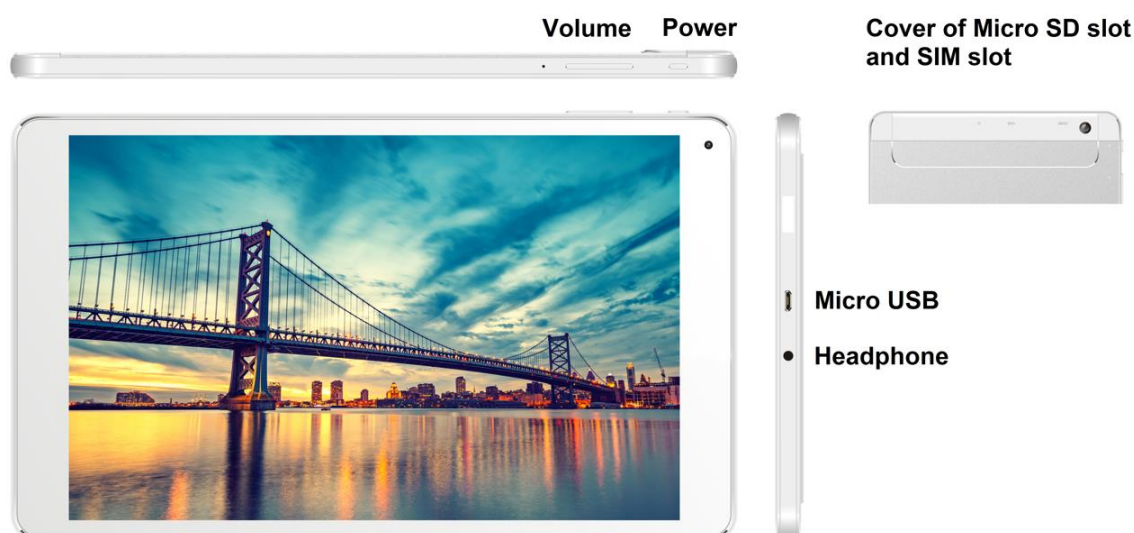 Volume
Power
Cover of Micro SD slot
and SIM slot
Micro USB
Headphone